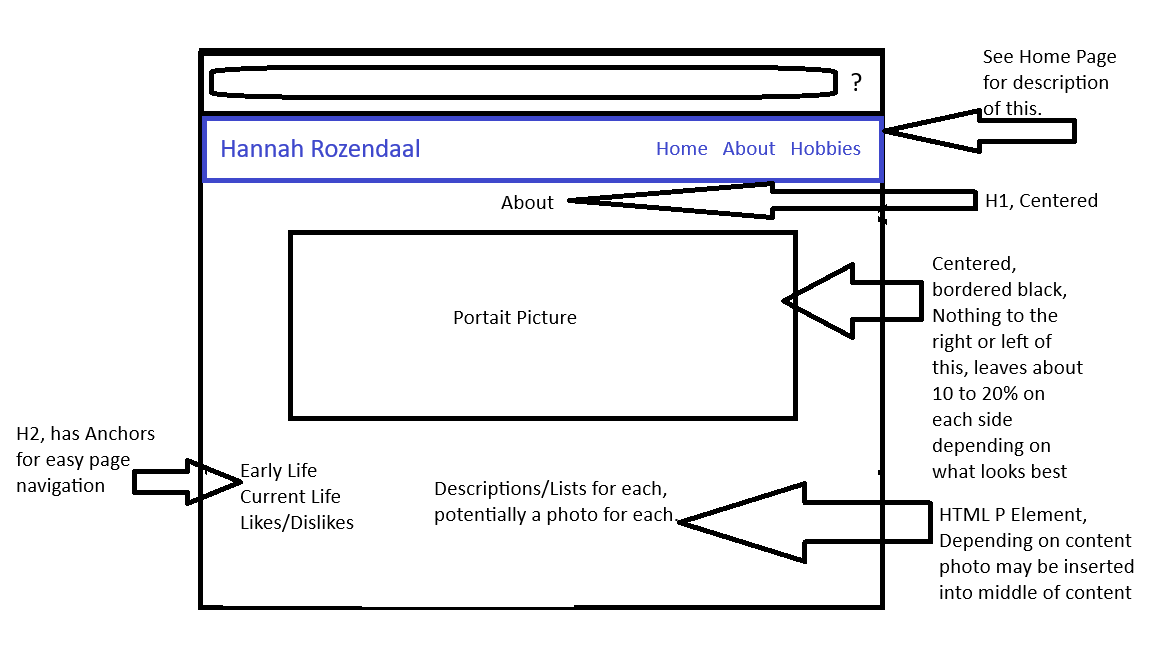 See Home Page
for description
of this.
?
Hannah Rozendaal
Home About Hobbies
About
H1, Centered
Portait Picture
Centered,
bordered black,
Nothing to the
right or left of
this, leaves about
10 to 20% on
each side
depending on
what looks best
H2, has Anchors
for easy page
navigation
Early Life
Current Life
Likes/Dislikes
Descriptions/Lists for each,
potentially a photo for each.
HTML P Element,
Depending on content
photo may be inserted
into middle of content